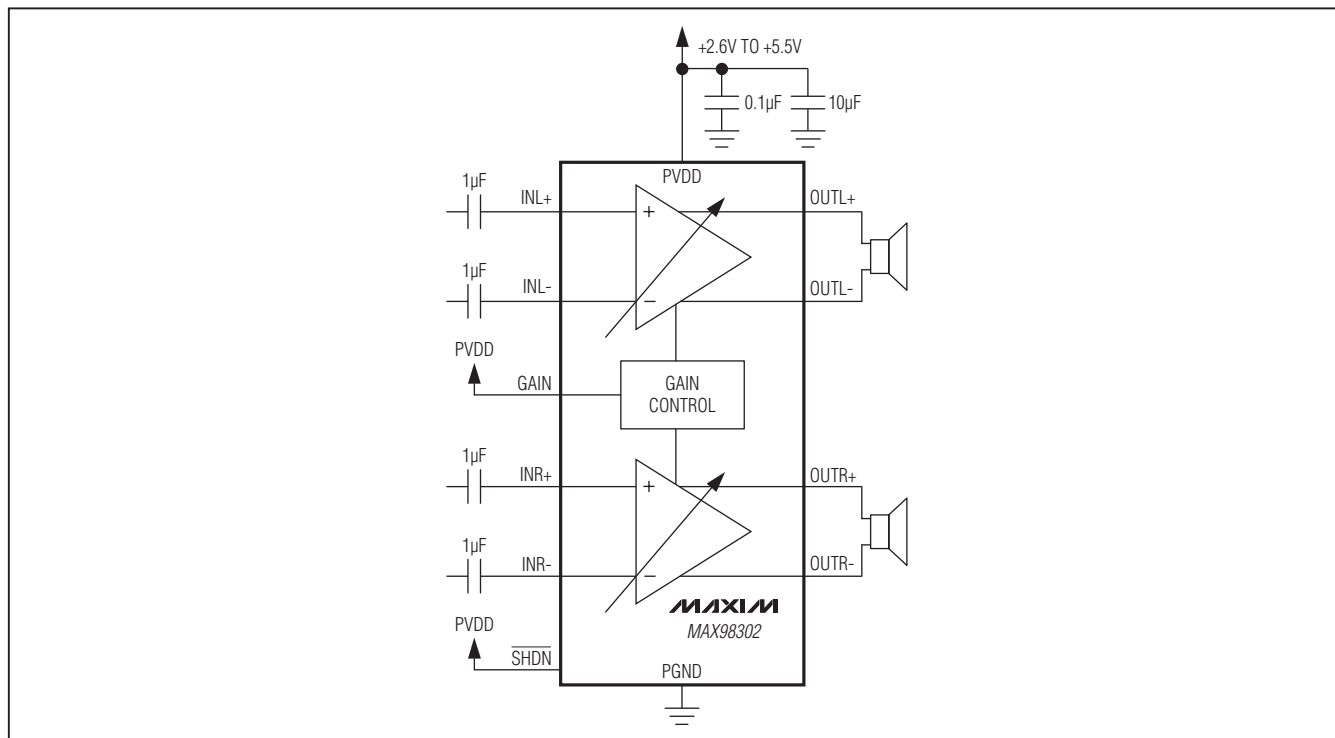 +2.6V TO +5.5V
0.1µF
10µF
PVDD
1µF
INL+
+
OUTL+
1µF
INL-
−
OUTL-
PVDD
GAIN
GAIN
CONTROL
1µF
INR+
+
OUTR+
1µF
INR-
−
OUTR-
MAXIM
MAX98302
PVDD
SHDN
PGND